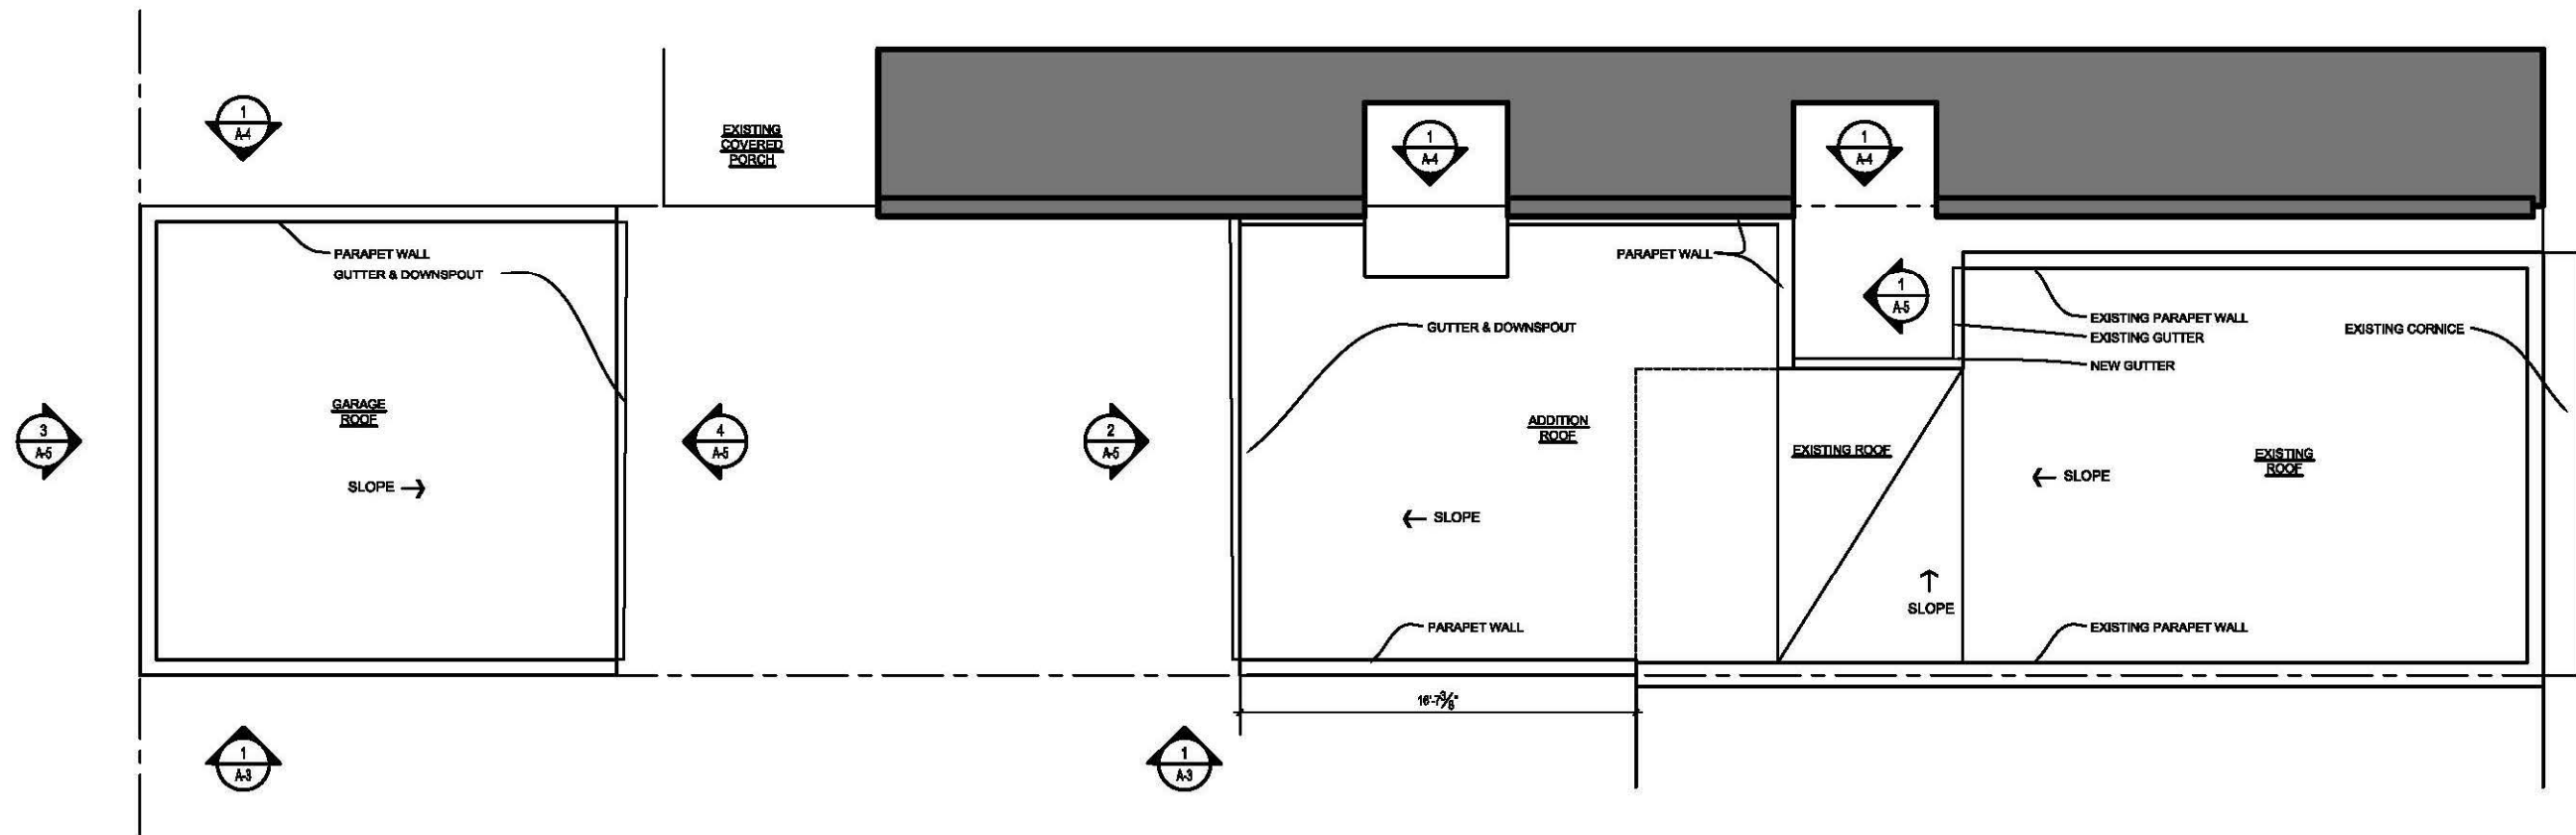 1
A-4
EXISTING
COVERED
PORCH
1
A-4
1
A-4
PARAPET WALL
GUTTER & DOWNSPOUT
PARAPET WALL
1
A-5
EXISTING PARAPET WALL
EXISTING GUTTER
NEW GUTTER
EXISTING CORNICE
GUTTER & DOWNSPOUT
GARAGE
ROOF
3
A-5
4
A-5
2
A-5
ADDITION
ROOF
EXISTING ROOF
EXISTING
ROOF
SLOPE
SLOPE
SLOPE
SLOPE
PARAPET WALL
EXISTING PARAPET WALL
16'-7⅜"
1
A-3
1
A-3